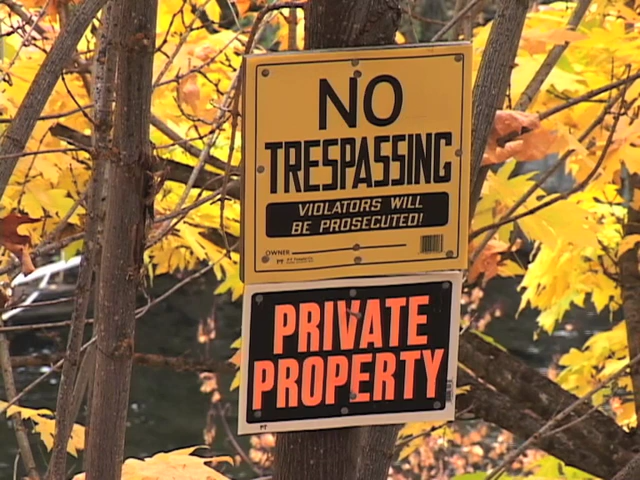 NO
TRESPASSING
VIOLATORS WILL
BE PROSECUTED!
OWNER
PRIVATE
PROPERTY